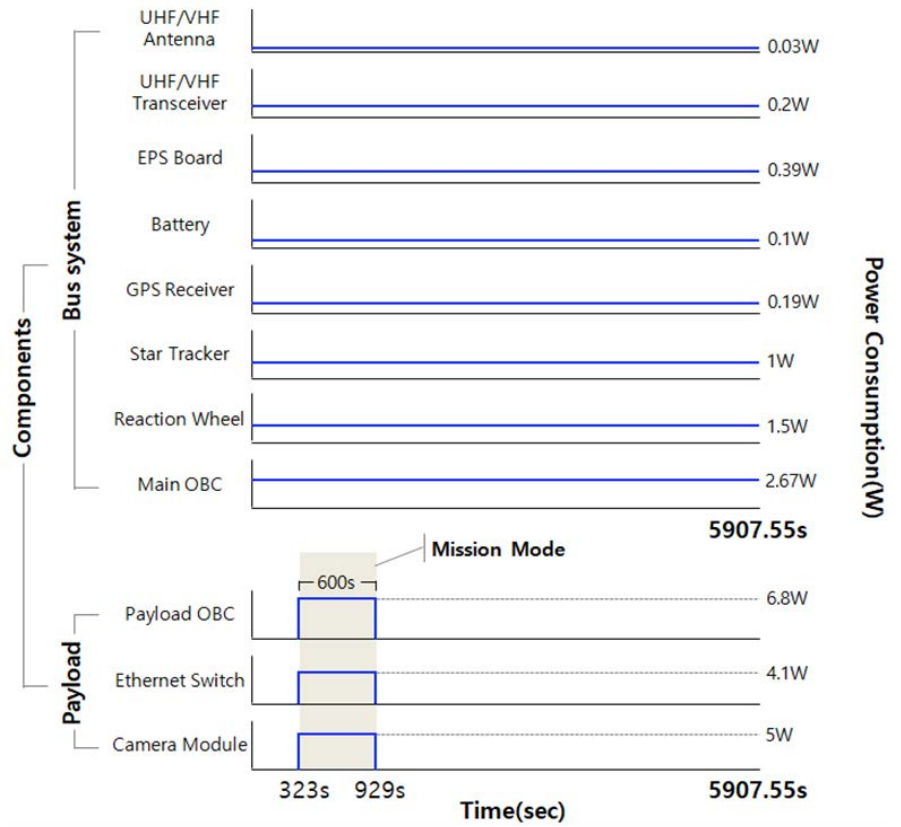 UHF/VHF
Antenna
0.03W
UHF/VHF
Transceiver
0.2W
EPS Board
0.39W
Battery
0.1W
GPS Receiver
0.19W
Star Tracker
1W
Reaction Wheel
1.5W
Main OBC
2.67W
Bus system
Components
Power Consumption(W)
5907.55s
Mission Mode
600s
Payload OBC
6.8W
Ethernet Switch
4.1W
Payload
Camera Module
5W
323s
929s
5907.55s
Time(sec)